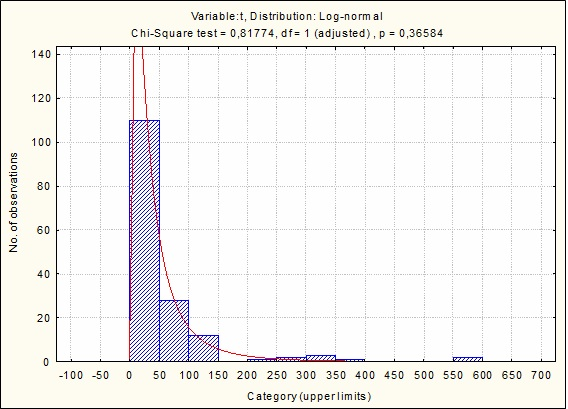 Variable:t, Distribution: Log-normal
Chi-Square test = 0,81774, df = 1 (adjusted) , p = 0,36584
140
120
100
80
60
40
20
0
No. of observations
-100 -50 0 50 100 150 200 250 300 350 400 450 500 550 600 650 700
Category (upper limits)